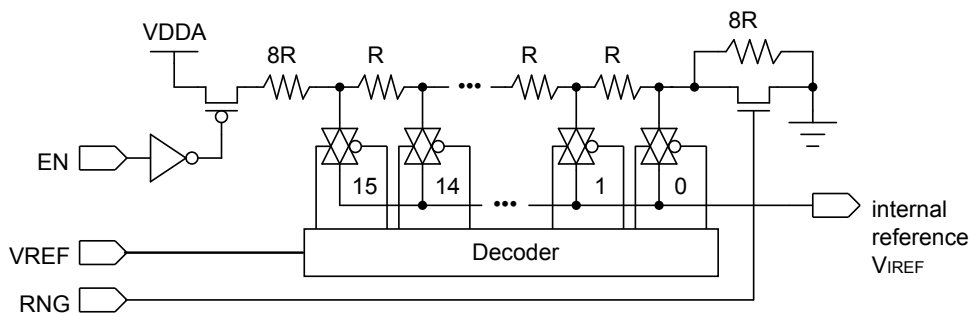 8R
VDDA
8R R R R
•••
EN
15 14 1 0
•••
internal
reference
VIREF
VREF Decoder
RNG